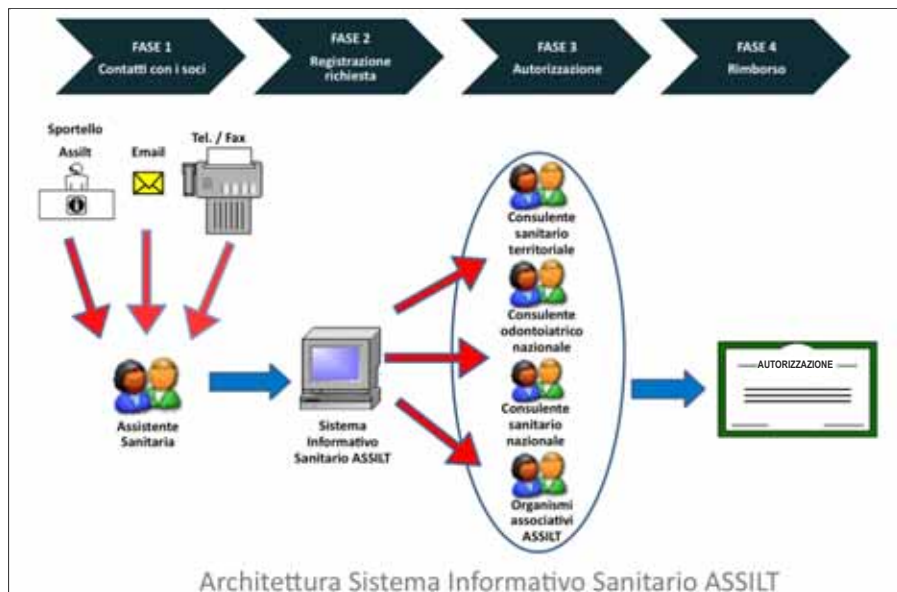 FASE 1
Contatti con i soci
FASE 2
Registrazione
richiesta
FASE 3
Autorizzazione
FASE 4
Rimborso
Sportello
Assilt
Email
Tel. / Fax
Assistente
Sanitaria
Sistema
Informativo
Sanitario ASSILT
Consulente
sanitario
territoriale
Consulente
odontoiatrico
nazionale
Consulente
sanitario
nazionale
Organismi
associativi
ASSILT
AUTORIZZAZIONE
Architettura Sistema Informativo Sanitario ASSILT